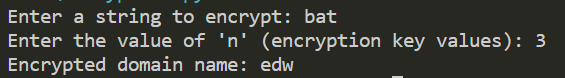 Enter a string to encrypt: bat
Enter the value of 'n' (encryption key values): 3
Encrypted domain name: edw